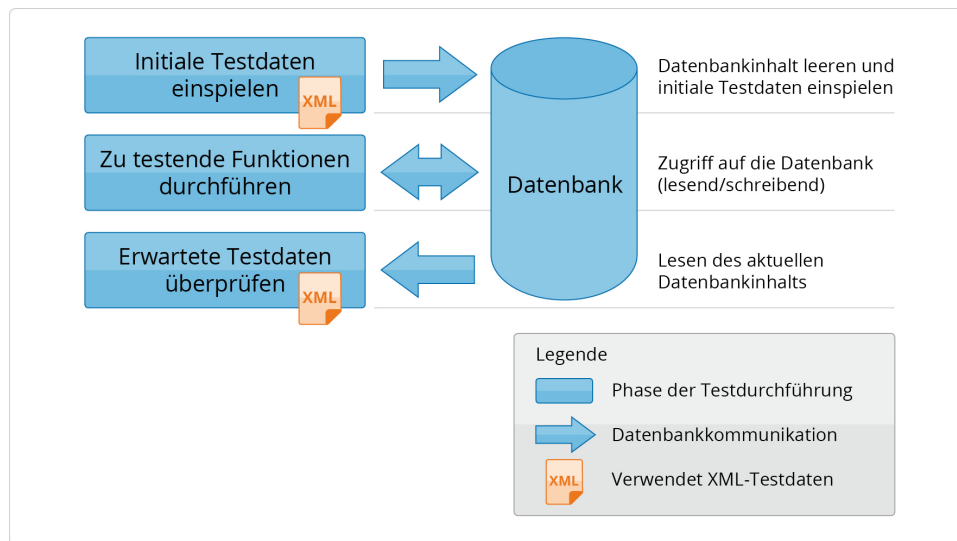 Initiale Testdaten
einspielen
XML
Datenbankinhalt leeren und
initiale Testdaten einspielen
Zu testende Funktionen
durchführen
Datenbank
Zugriff auf die Datenbank
(lesend/schreibend)
Erwartete Testdaten
überprüfen
XML
Lesen des aktuellen
Datenbankinhalts
Legende
Phase der Testdurchführung
Datenbankkommunikation
XML
Verwendet XML-Testdaten